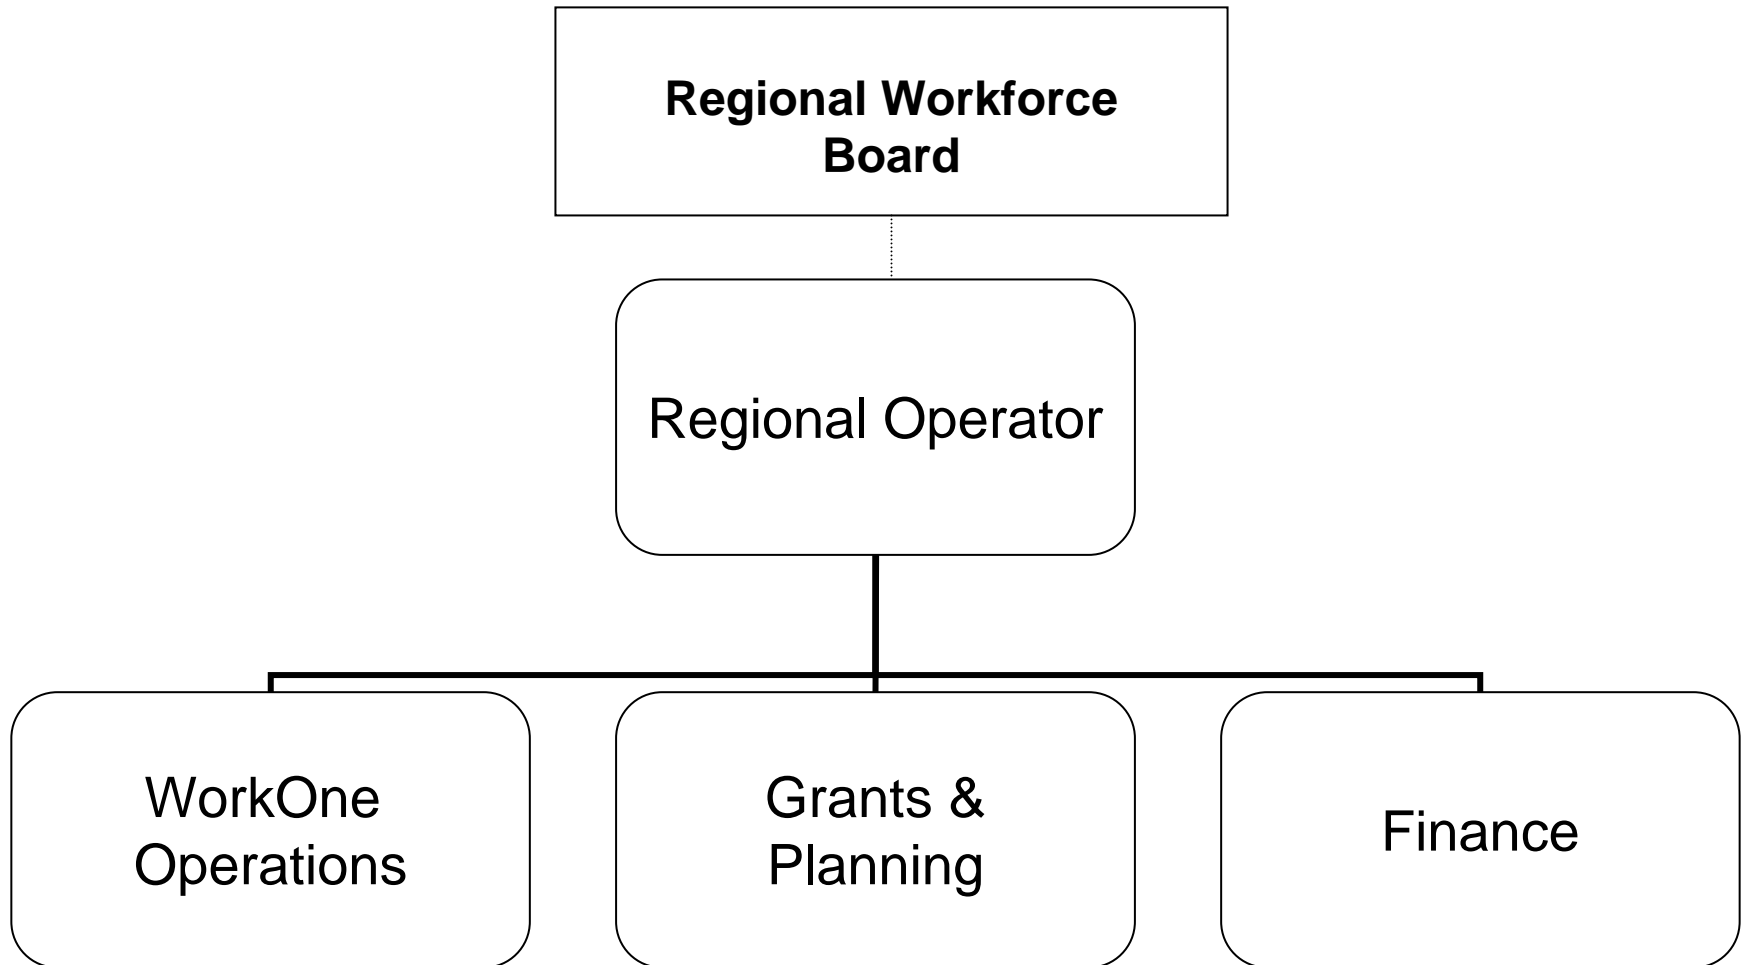 Regional Workforce
Board
Regional Operator
WorkOne
Operations
Grants &
Planning
Finance